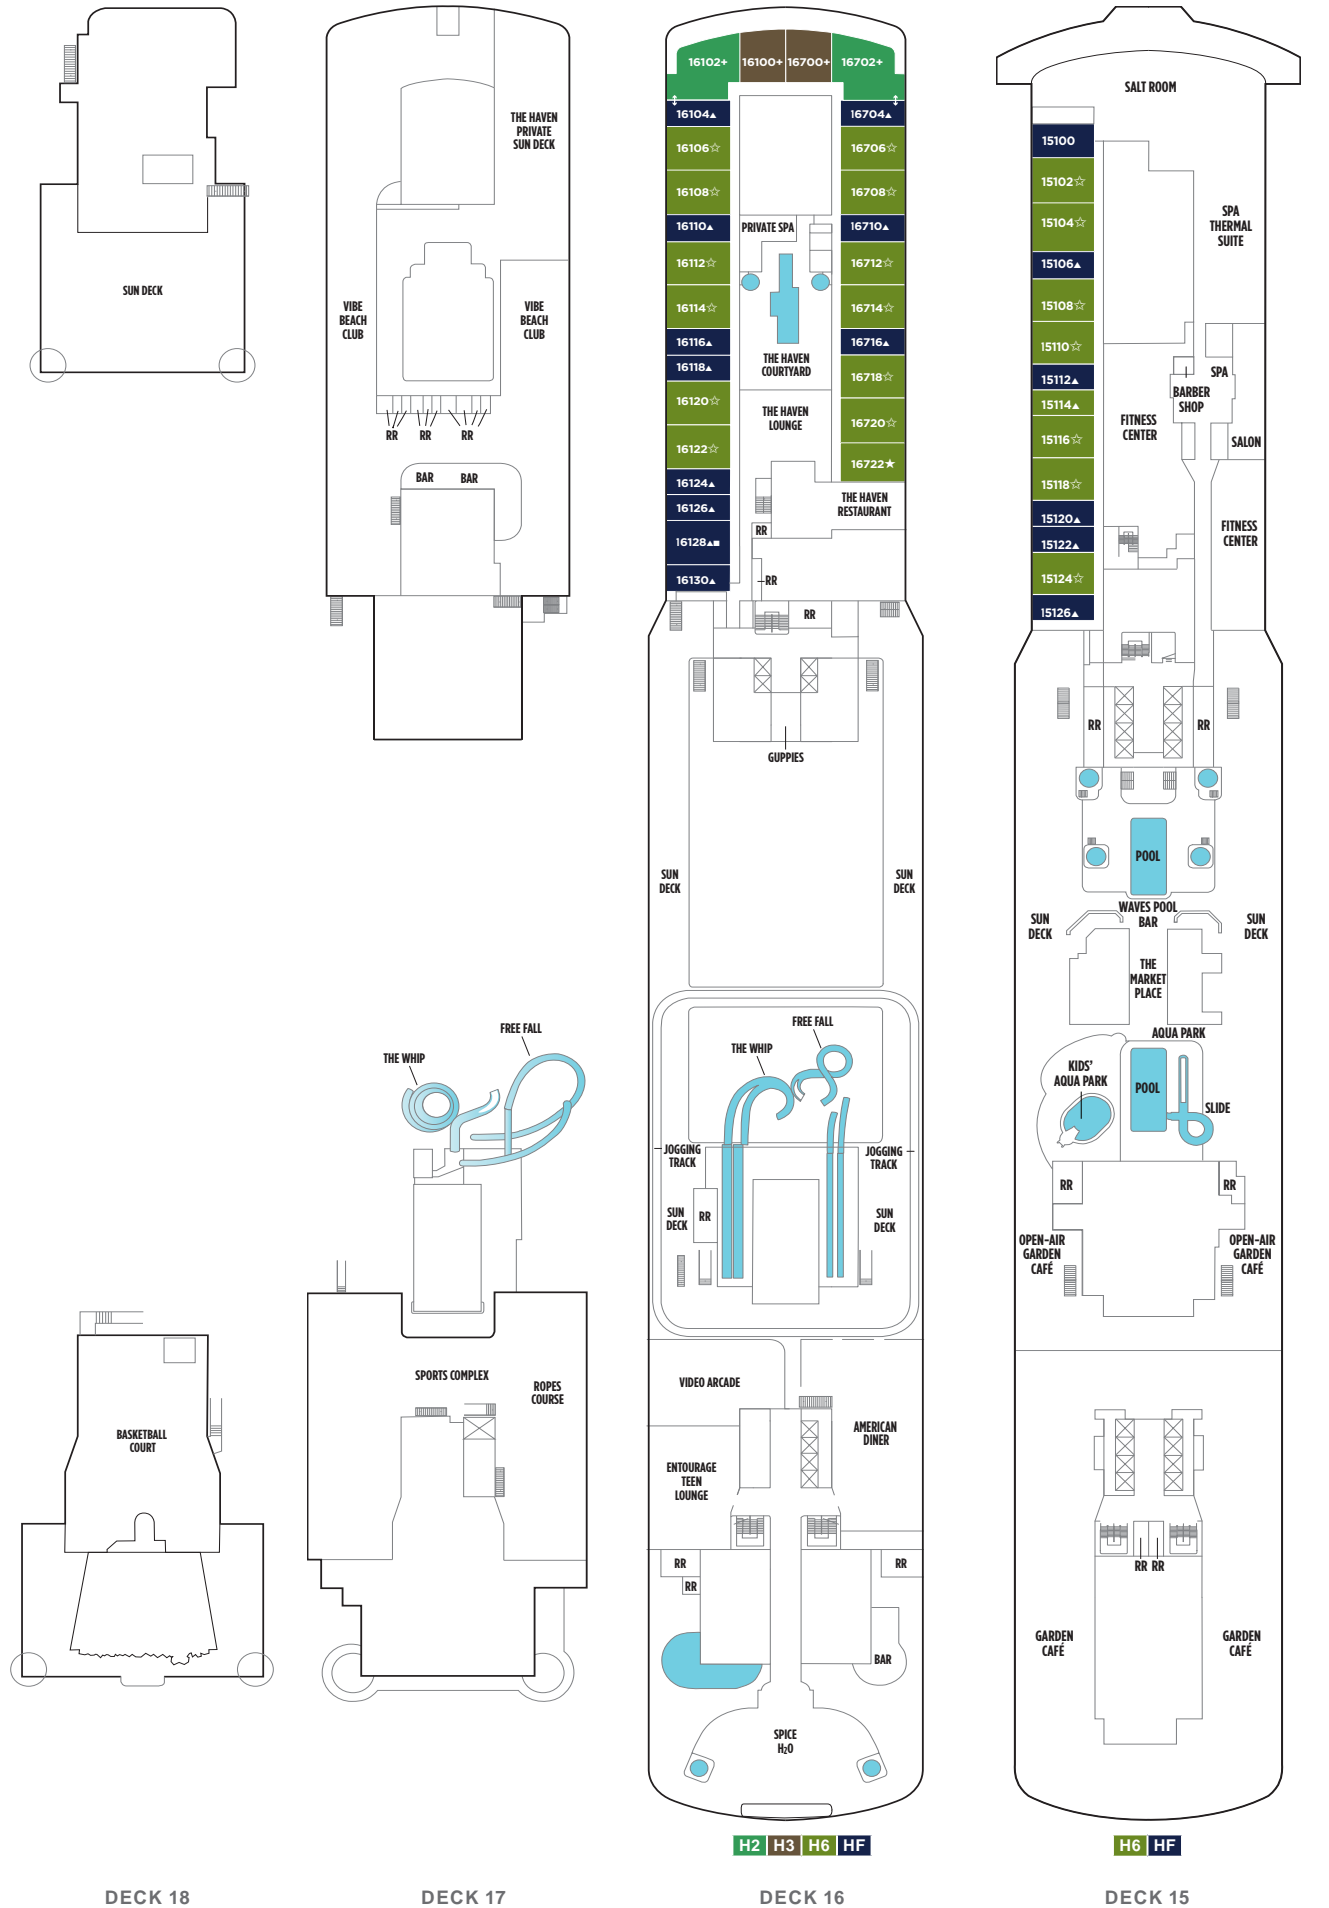 SUN DECK
BASKETBALL
COURT
DECK 18
THE HAVEN
PRIVATE
SUN DECK
VIBE
BEACH
CLUB
VIBE
BEACH
CLUB
RR
RR
RR
BAR
BAR
FREE FALL
THE WHIP
SPORTS COMPLEX
ROPES
COURSE
DECK 17
16102+
16100+
16700+
16702+
16104▲
16704▲
16106☆
16706☆
16108☆
16708☆
16110▲
PRIVATE SPA
16710▲
16112☆
16712☆
16114☆
16714☆
16116▲
16716▲
16118▲
THE HAVEN
COURTYARD
16718☆
16120☆
THE HAVEN
LOUNGE
16720☆
16122☆
16722★
16124▲
16126▲
THE HAVEN
RESTAURANT
RR
16128▲■
16130▲
RR
RR
GUPPIES
SUN
DECK
SUN
DECK
FREE FALL
THE WHIP
JOGGING
TRACK
JOGGING
TRACK
SUN
DECK
RR
SUN
DECK
VIDEO ARCADE
AMERICAN
DINER
ENTOURAGE
TEEN
LOUNGE
RR
RR
RR
BAR
SPICE
H2O
H2
H3
H6
HF
DECK 16
SALT ROOM
15100
15102☆
15104☆
SPA
THERMAL
SUITE
15106▲
15108☆
15110☆
15112▲
SPA
BARBER
SHOP
15114▲
FITNESS
CENTER
15116☆
SALON
15118☆
15120▲
FITNESS
CENTER
15122▲
15124☆
15126▲
RR
RR
POOL
WAVES POOL
BAR
SUN
DECK
SUN
DECK
THE
MARKET
PLACE
AQUA PARK
KIDS'
AQUA PARK
POOL
SLIDE
RR
RR
OPEN-AIR
GARDEN
CAFÉ
OPEN-AIR
GARDEN
CAFÉ
RR
RR
GARDEN
CAFÉ
GARDEN
CAFÉ
H6
HF
DECK 15